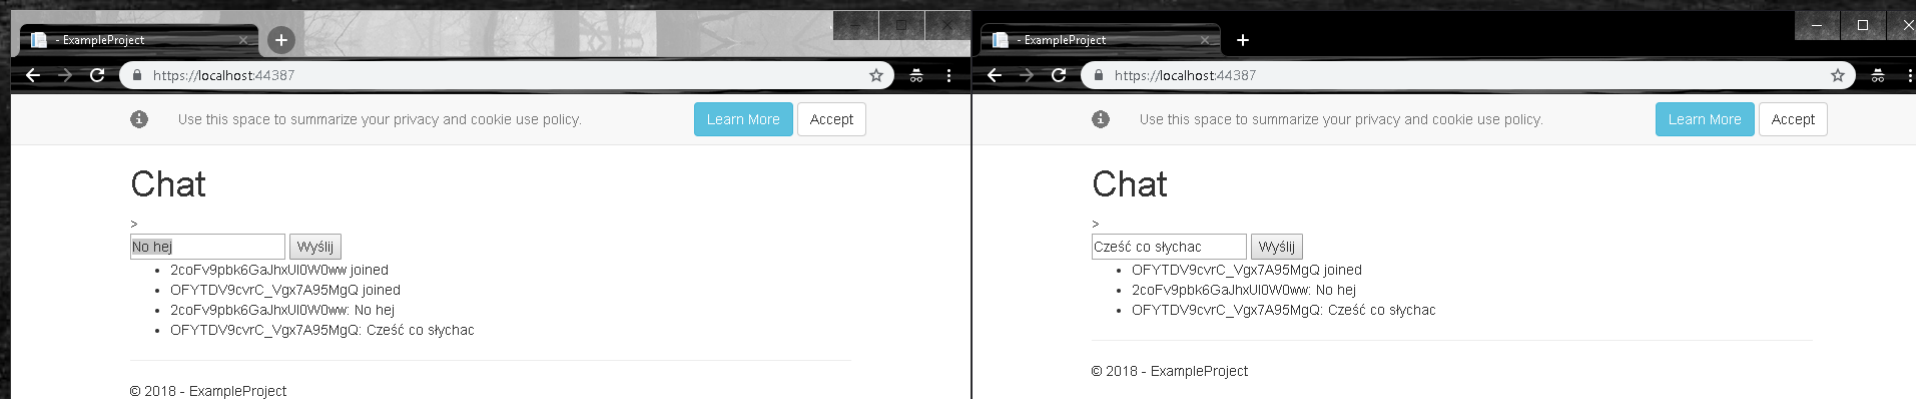 - ExampleProject
https://localhost:44387
Use this space to summarize your privacy and cookie use policy. Learn More Accept
Chat
>
No hej Wyślij
2coFv9pbk6GaJhxUI0W0ww joined
OFYTDV9cvrC_Vgx7A95MgQ joined
2coFv9pbk6GaJhxUI0W0ww: No hej
OFYTDV9cvrC_Vgx7A95MgQ: Cześć co słychac
© 2018 - ExampleProject
- ExampleProject
https://localhost:44387
Use this space to summarize your privacy and cookie use policy. Learn More Accept
Chat
>
Cześć co słychac Wyślij
OFYTDV9cvrC_Vgx7A95MgQ joined
2coFv9pbk6GaJhxUI0W0ww: No hej
OFYTDV9cvrC_Vgx7A95MgQ: Cześć co słychac
© 2018 - ExampleProject